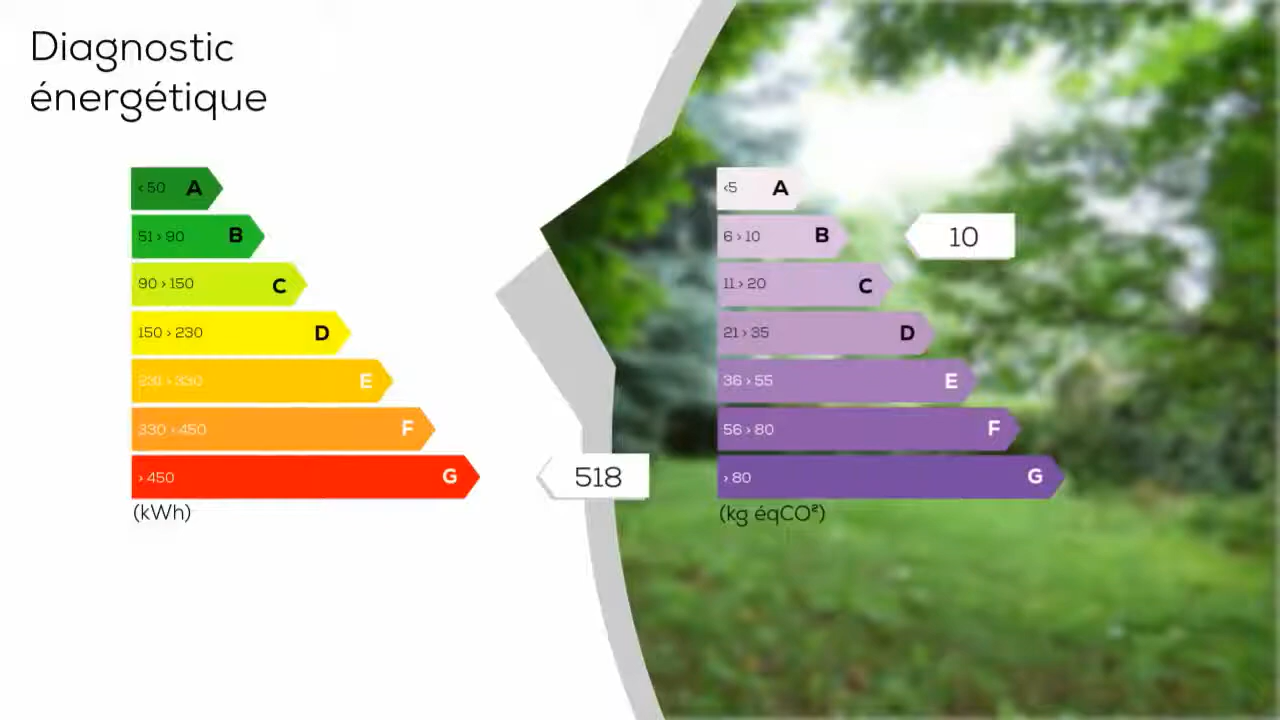 Diagnostic
énergétique
< 50 A
51 > 90 B
90 > 150 C
150 > 230 D
230 > 330 E
330 > 450 F
> 450 G
518
(kWh)
<5 A
6 > 10 B
10
11 > 20 C
21 > 35 D
36 > 55 E
56 > 80 F
> 80 G
(kg éqCO²)